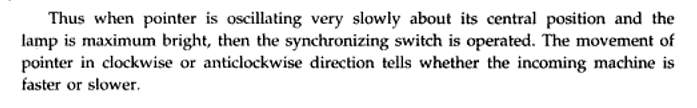 Thus when pointer is oscillating very slowly about its central position and the
lamp is maximum bright, then the synchronizing switch is operated. The movement of
pointer in clockwise or anticlockwise direction tells whether the incoming machine is
faster or slower.